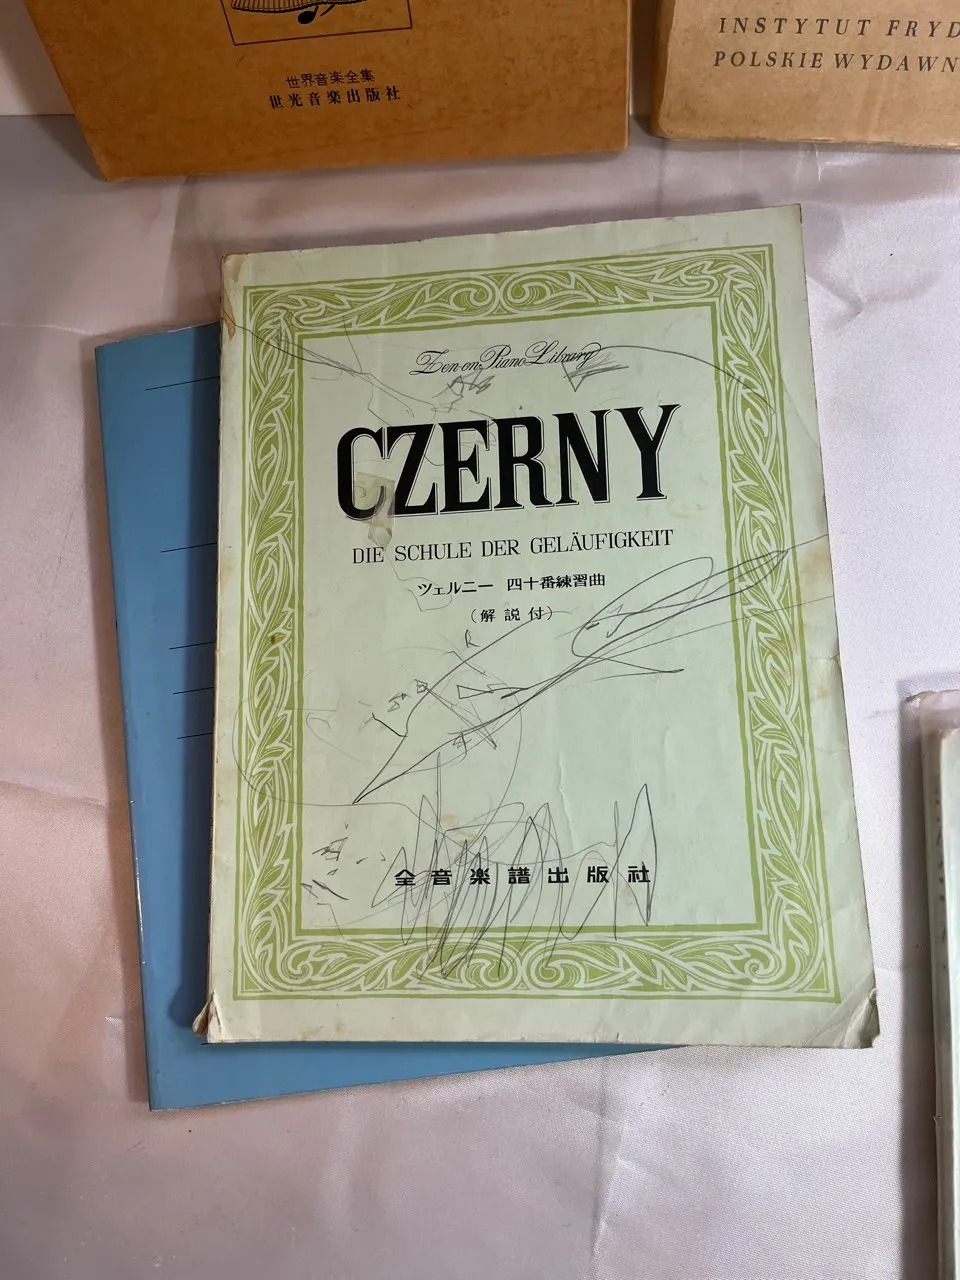 世界音楽全集
世光音楽出版社
INSTYTUT FRYD
POLSKIE WYDAWN
Zen-on Piano Library
CZERNY
DIE SCHULE DER GELÄUFIGKEIT
ツェルニー 四十番練習曲
(解説付)
全音楽譜出版社